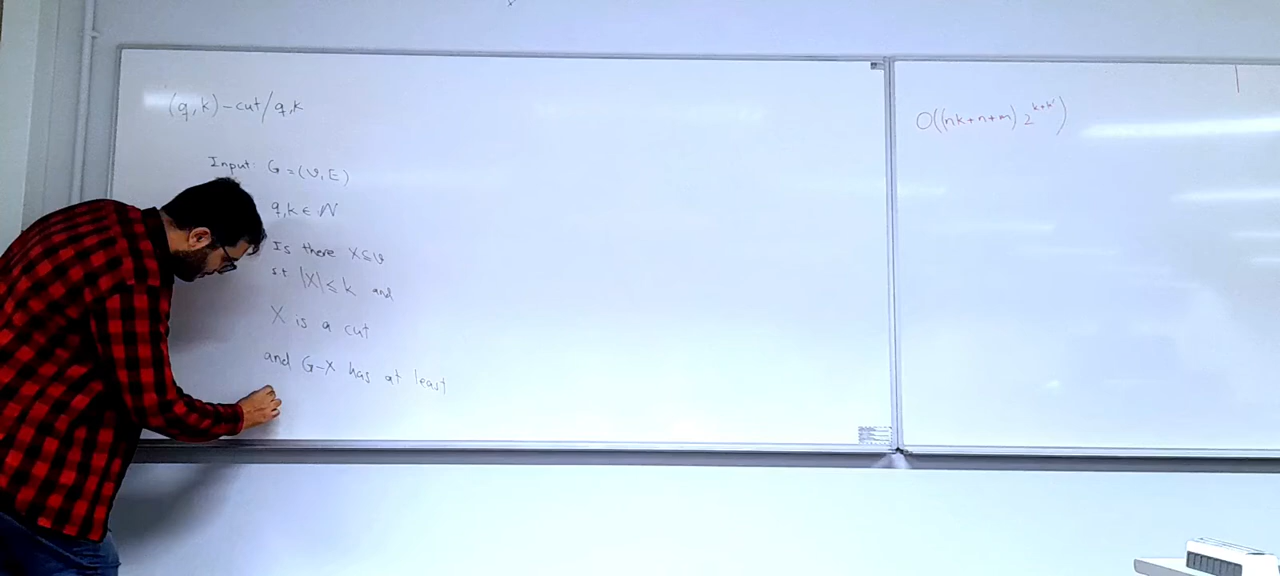 (q,k)-cut/q,k
Input: G=(V,E)
q,k ∈ N
Is there X⊆V
st |X| ≤ k and
X is a cut
and G-X has at least
O((nk+n+m) 2^{k+k'})